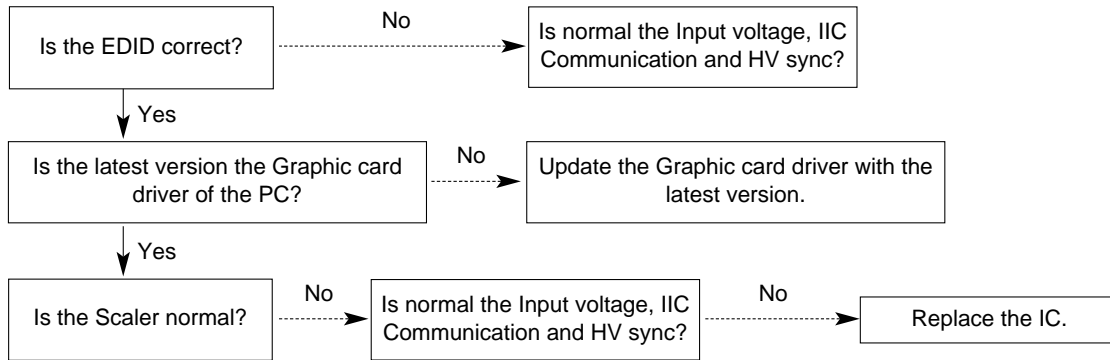 Is the EDID correct?
No
Is normal the Input voltage, IIC
Communication and HV sync?
Yes
Is the latest version the Graphic card
driver of the PC?
No
Update the Graphic card driver with the
latest version.
Yes
Is the Scaler normal?
No
Is normal the Input voltage, IIC
Communication and HV sync?
No
Replace the IC.